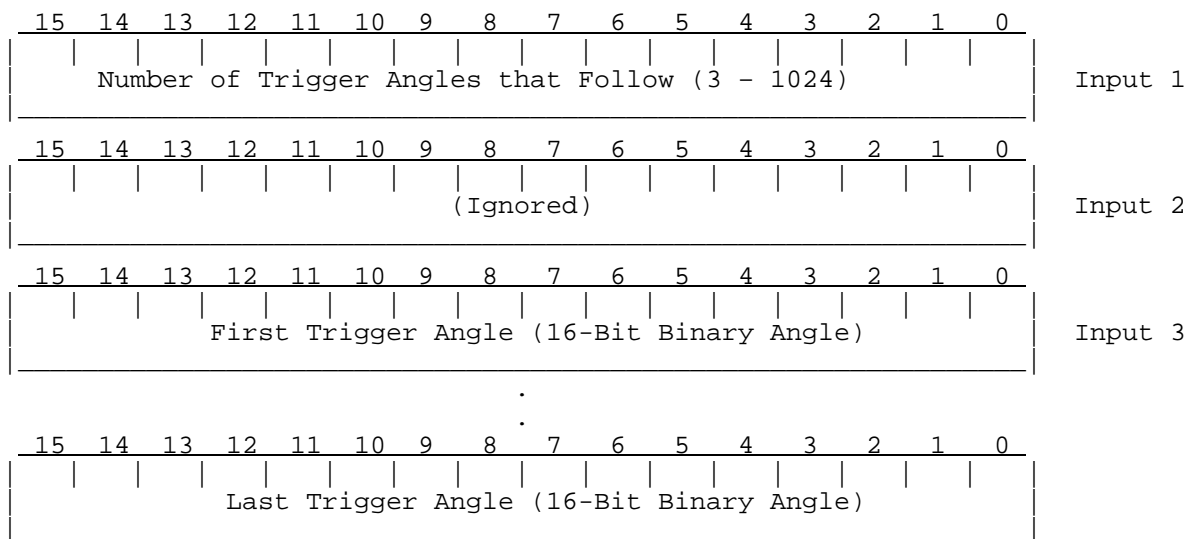 15 14 13 12 11 10 9 8 7 6 5 4 3 2 1 0
Number of Trigger Angles that Follow (3 – 1024) Input 1
15 14 13 12 11 10 9 8 7 6 5 4 3 2 1 0
(Ignored) Input 2
15 14 13 12 11 10 9 8 7 6 5 4 3 2 1 0
First Trigger Angle (16-Bit Binary Angle) Input 3
.
.
15 14 13 12 11 10 9 8 7 6 5 4 3 2 1 0
Last Trigger Angle (16-Bit Binary Angle)